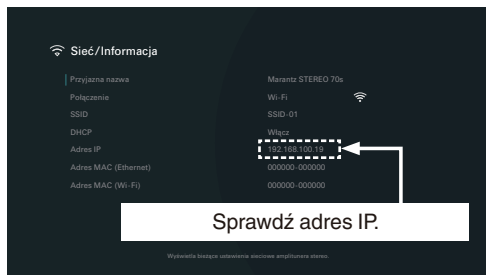 Sieć/Informacja
Przyjazna nazwa Marantz STEREO 70s
Połączenie Wi-Fi
SSID SSID-01
DHCP Włącz
Adres IP 192.168.100.19
Adres MAC (Ethernet) 000000-000000
Adres MAC (Wi-Fi) 000000-000000
Sprawdź adres IP.
Wyświetla bieżące ustawienie sieciowe amplitunera stereo.